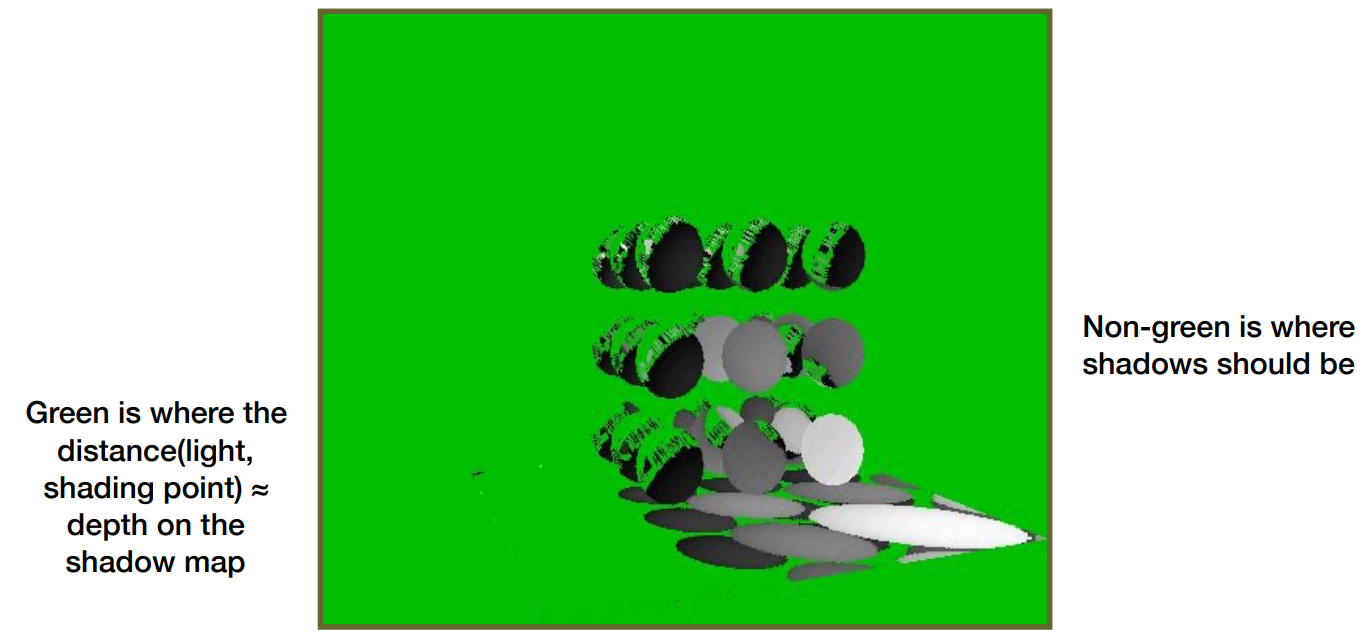 Green is where the
distance(light,
shading point) ≈
depth on the
shadow map
Non-green is where
shadows should be